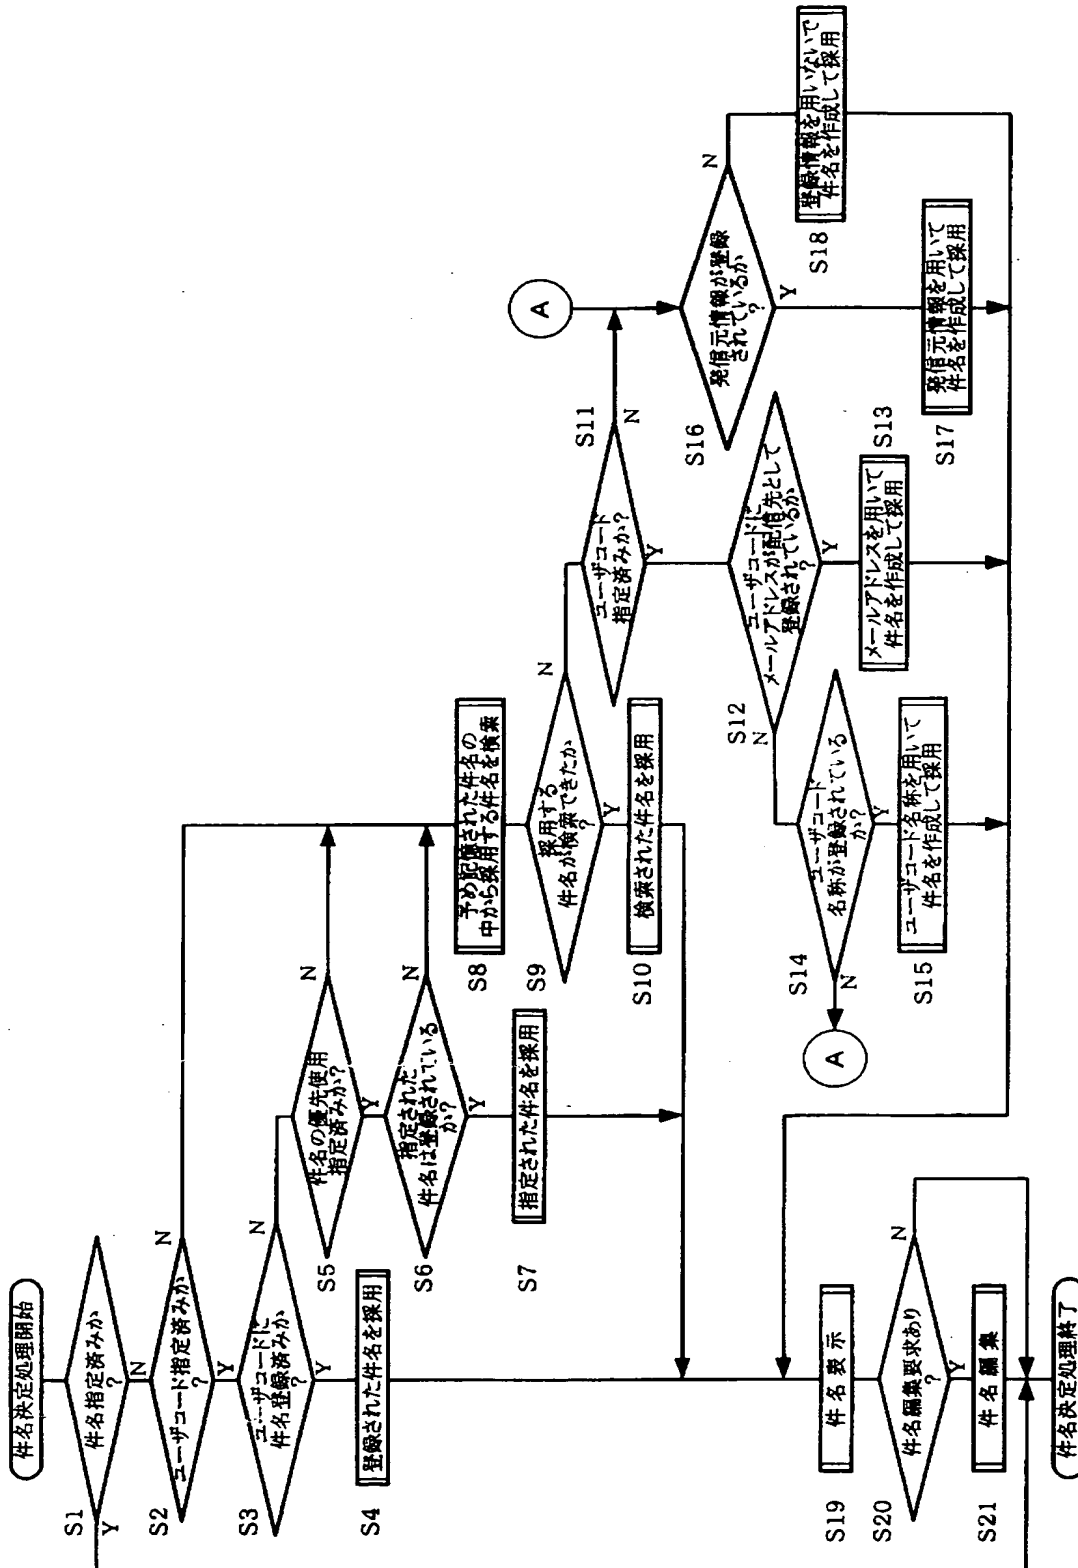 件名決定処理開始
S1
件名指定済みか
?
Y
N
S2
ユーザコード指定済みか
?
N
Y
S3
ユーザコードに
件名登録済みか
?
N
Y
S4
登録された件名を採用
S5
件名の優先使用
指定済みか?
N
Y
S6
指定された
件名は登録されている
か?
N
Y
S7
指定された件名を採用
S8
予め記憶された件名の
中から採用する件名を検索
S9
採用する
件名が検索できたか
?
N
Y
S10
検索された件名を採用
S11
ユーザコード
指定済みか?
N
Y
S12
ユーザコードに
メールアドレスが配信先として
登録されているか
?
N
Y
S13
メールアドレスを用いて
件名を作成して採用
S14
ユーザコード
名称が登録されている
か?
N
Y
A
S15
ユーザコード名称を用いて
件名を作成して採用
A
S16
発信元情報が登録
されているか
?
N
Y
S17
発信元情報を用いて
件名を作成して採用
S18
登録情報を用いないで
件名を作成して採用
S19
件名表示
S20
件名編集要求あり
?
N
Y
S21
件名編集
件名決定処理終了